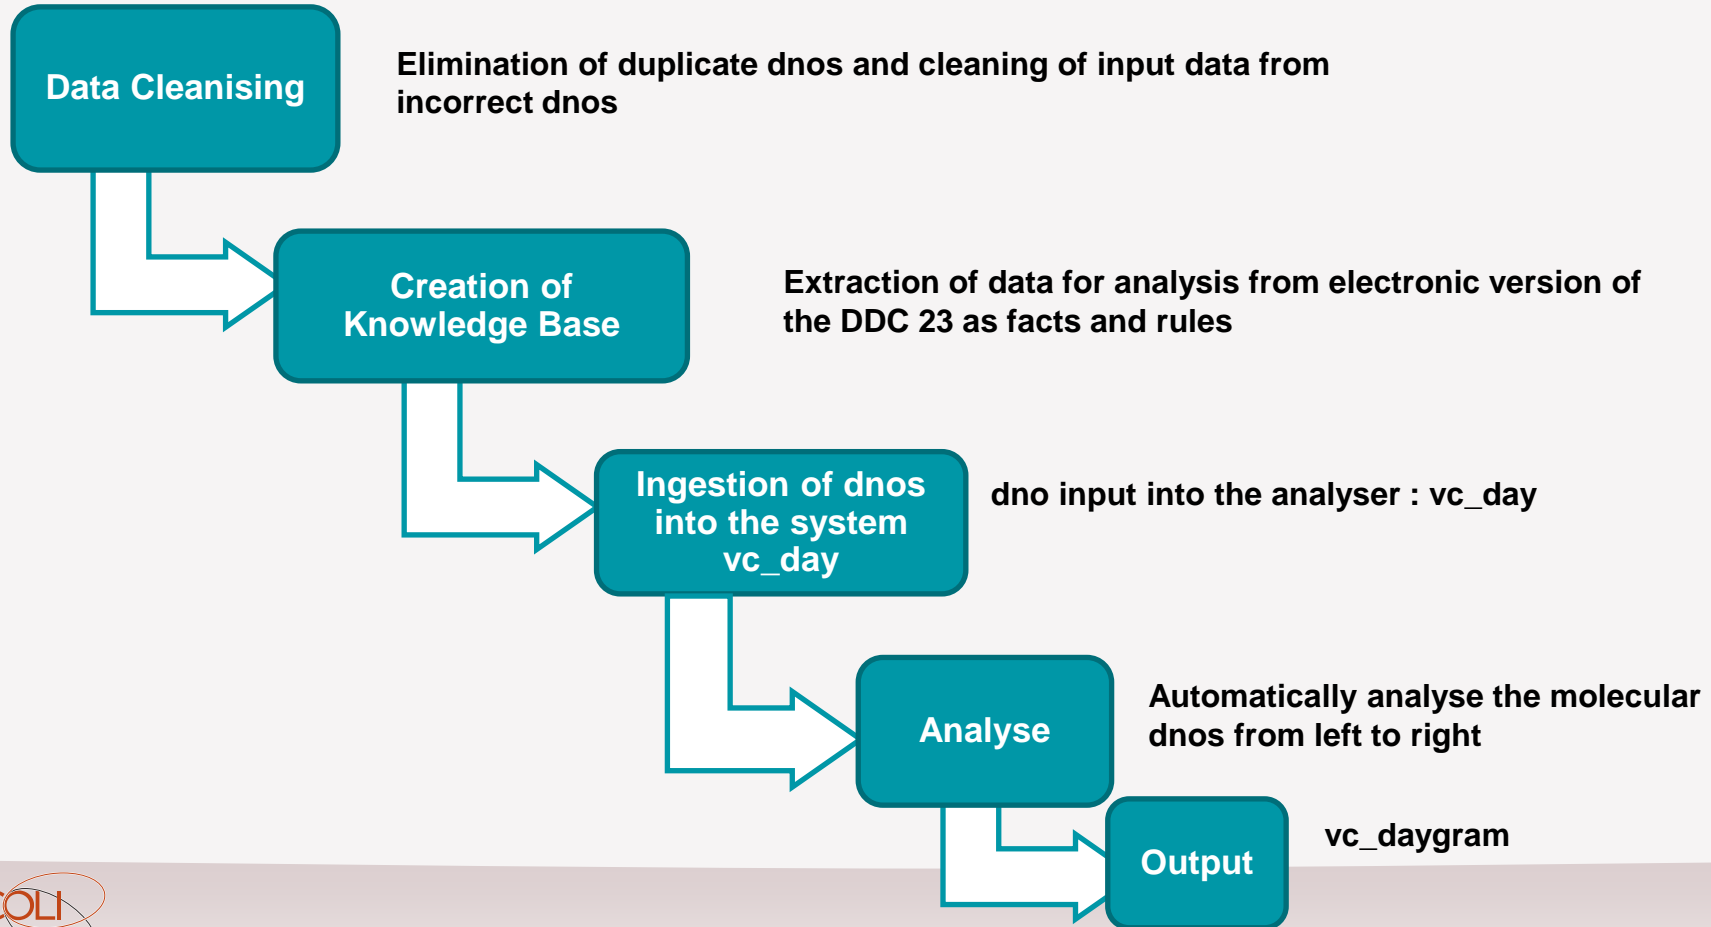 Data Cleanising
Elimination of duplicate dnos and cleaning of input data from
incorrect dnos
Creation of
Knowledge Base
Extraction of data for analysis from electronic version of
the DDC 23 as facts and rules
Ingestion of dnos
into the system
vc_day
dno input into the analyser : vc_day
Analyse
Automatically analyse the molecular
dnos from left to right
Output
vc_daygram
COLI